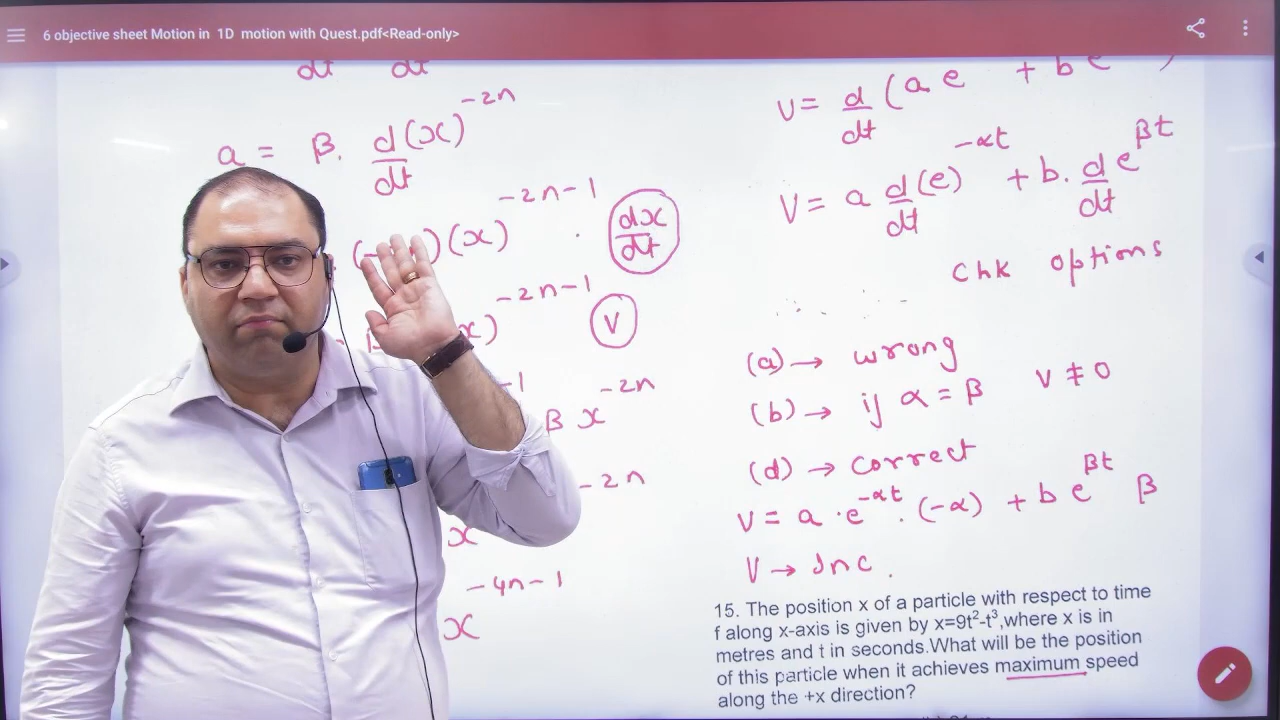 6 objective sheet Motion in 1D motion with Quest.pdf<Read-only>
dt dt
a = β. d/dt (x)^-2n
(x)^-2n-1 . dx/dt
x)^-2n-1 V
-1 β x^-2n
-2n
x
x^-4n-1
V = d/dt (a e + b e )
V = a d/dt (e)^-αt + b. d/dt e^βt
Chk options
(a) → wrong
(b) → if α = β V ≠ 0
(d) → correct
V = a . e^-αt . (-α) + b e^βt β
V → Inc.
15. The position x of a particle with respect to time
f along x-axis is given by x=9t²-t³,where x is in
metres and t in seconds.What will be the position
of this particle when it achieves maximum speed
along the +x direction?